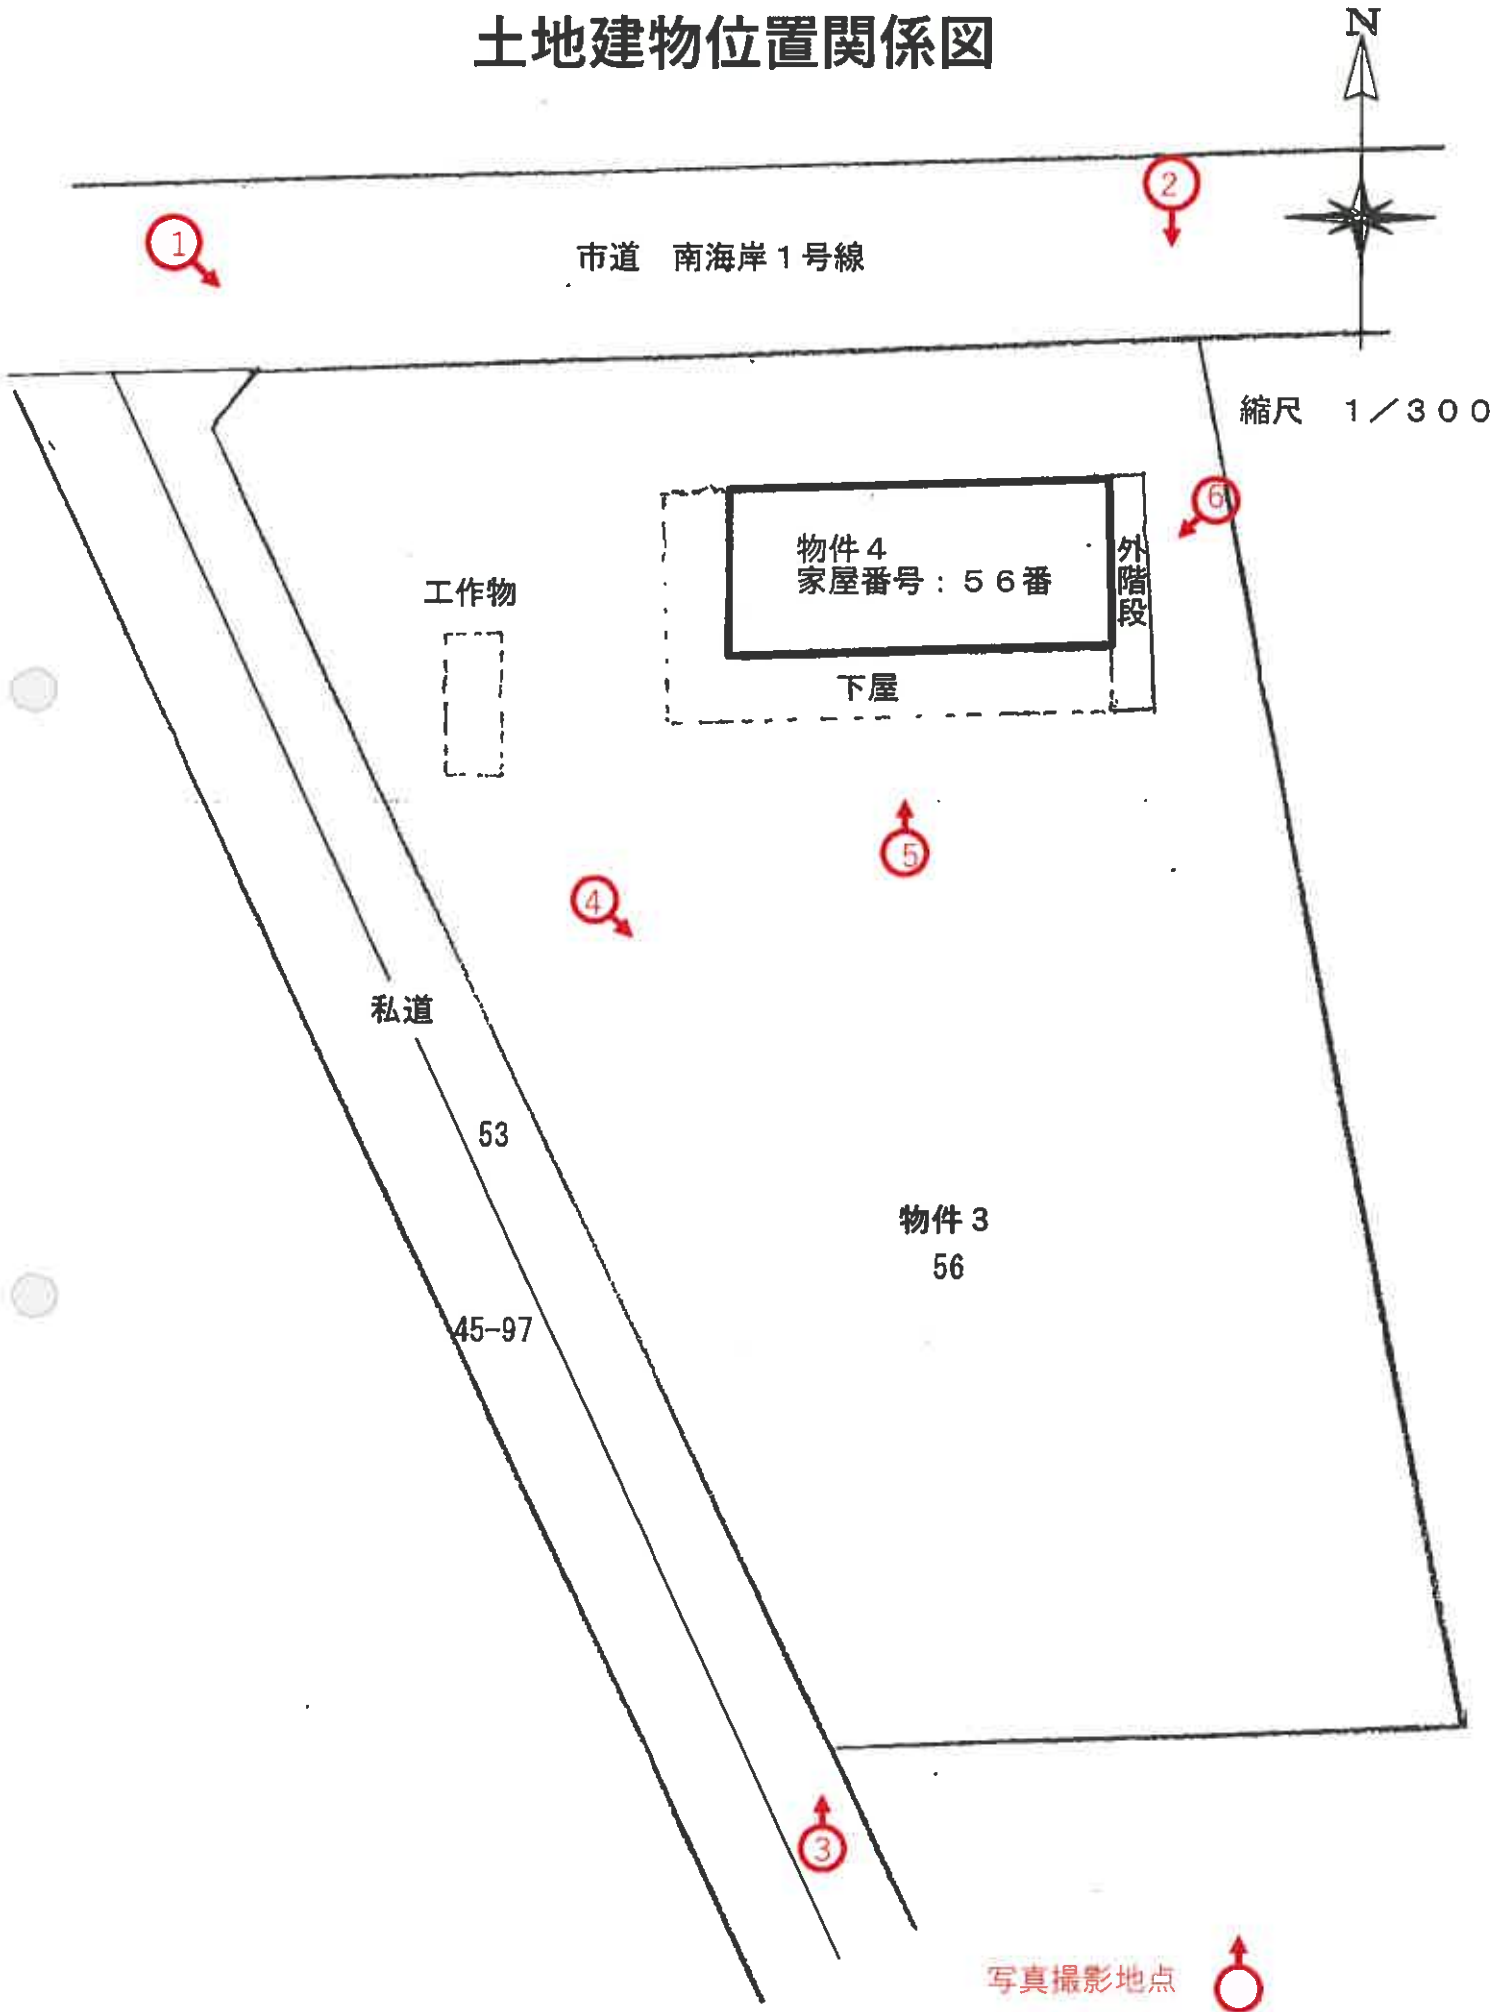 土地建物位置関係図
N
2
1
市道　南海岸１号線
縮尺　１／３００
6
物件４
家屋番号：５６番
外階段
工作物
下屋
5
4
私道
53
物件３
56
45-97
3
写真撮影地点